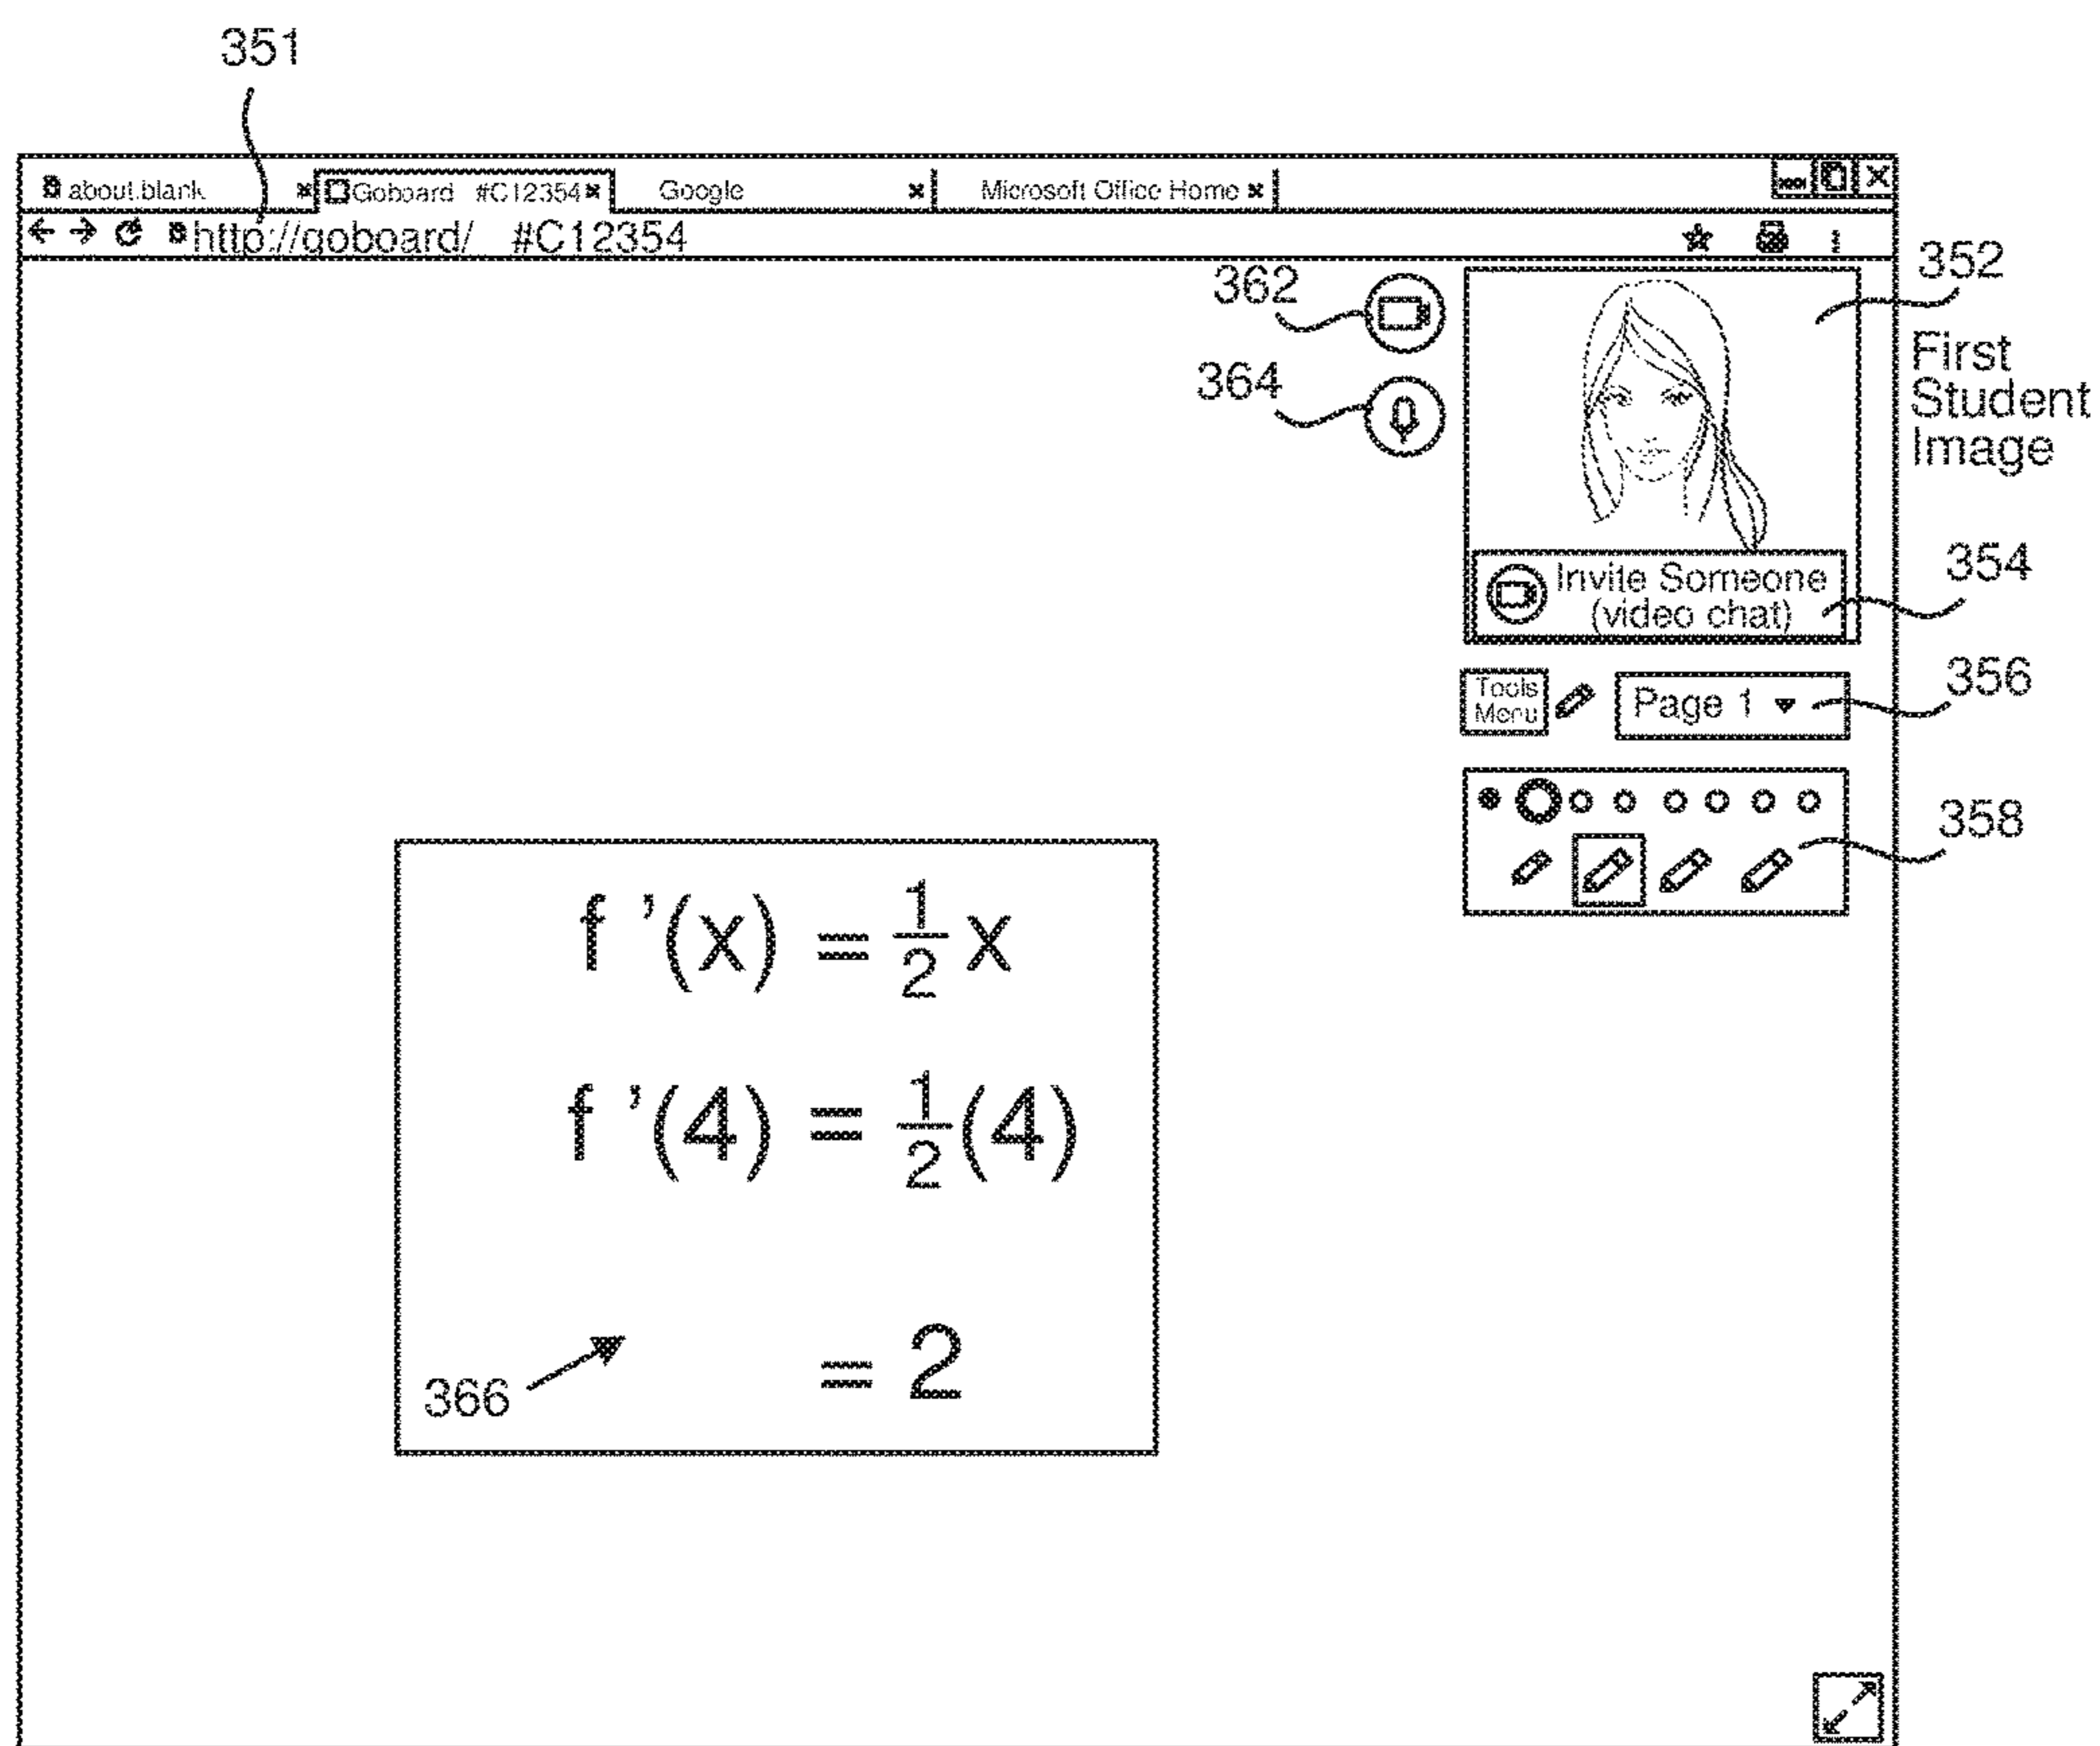 351
about.blank Goboard #C12354 Google Microsoft Office Home
http://goboard/ #C12354
362
352
364
First
Student
Image
Invite Someone
(video chat)
354
Tools
Menu
Page 1
356
358
f '(x) = 1/2 x
f '(4) = 1/2 (4)
= 2
366